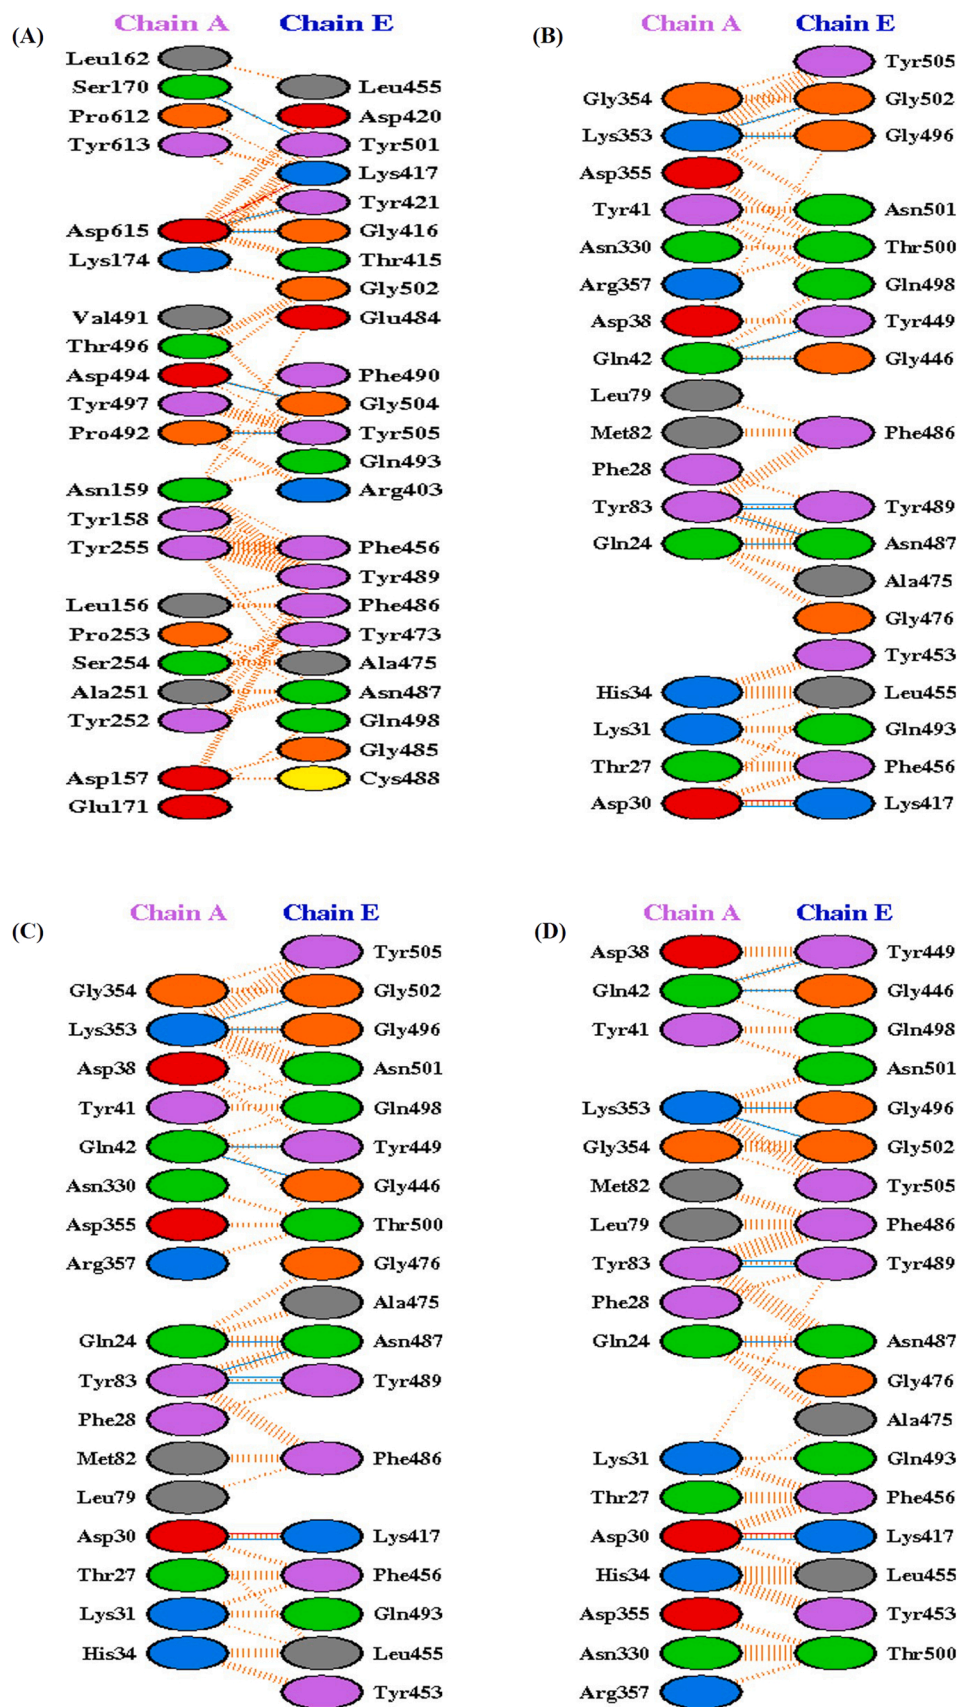 (A)
Chain A Chain E
Leu162
Ser170 Leu455
Pro612 Asp420
Tyr613 Tyr501
Lys417
Tyr421
Asp615 Gly416
Lys174 Thr415
Gly502
Val491 Glu484
Thr496
Asp494 Phe490
Tyr497 Gly504
Pro492 Tyr505
Gln493
Asn159 Arg403
Tyr158
Tyr255 Phe456
Tyr489
Leu156 Phe486
Pro253 Tyr473
Ser254 Ala475
Ala251 Asn487
Tyr252 Gln498
Gly485
Asp157 Cys488
Glu171
(B)
Chain A Chain E
Tyr505
Gly354 Gly502
Lys353 Gly496
Asp355
Tyr41 Asn501
Asn330 Thr500
Arg357 Gln498
Asp38 Tyr449
Gln42 Gly446
Leu79
Met82 Phe486
Phe28
Tyr83 Tyr489
Gln24 Asn487
Ala475
Gly476
Tyr453
His34 Leu455
Lys31 Gln493
Thr27 Phe456
Asp30 Lys417
(C)
Chain A Chain E
Tyr505
Gly354 Gly502
Lys353 Gly496
Asp38 Asn501
Tyr41 Gln498
Gln42 Tyr449
Asn330 Gly446
Asp355 Thr500
Arg357 Gly476
Ala475
Gln24 Asn487
Tyr83 Tyr489
Phe28
Met82 Phe486
Leu79
Asp30 Lys417
Thr27 Phe456
Lys31 Gln493
His34 Leu455
Tyr453
(D)
Chain A Chain E
Asp38 Tyr449
Gln42 Gly446
Tyr41 Gln498
Asn501
Lys353 Gly496
Gly354 Gly502
Met82 Tyr505
Leu79 Phe486
Tyr83 Tyr489
Phe28
Gln24 Asn487
Gly476
Ala475
Lys31 Gln493
Thr27 Phe456
Asp30 Lys417
His34 Leu455
Asp355 Tyr453
Asn330 Thr500
Arg357